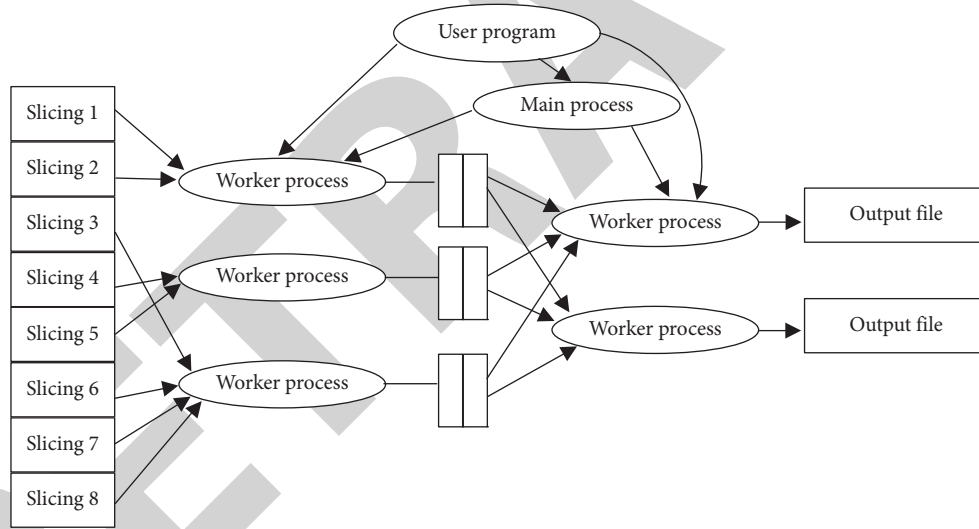 User program
Main process
Slicing 1
Slicing 2
Slicing 3
Slicing 4
Slicing 5
Slicing 6
Slicing 7
Slicing 8
Worker process
Worker process
Worker process
Worker process
Worker process
Output file
Output file